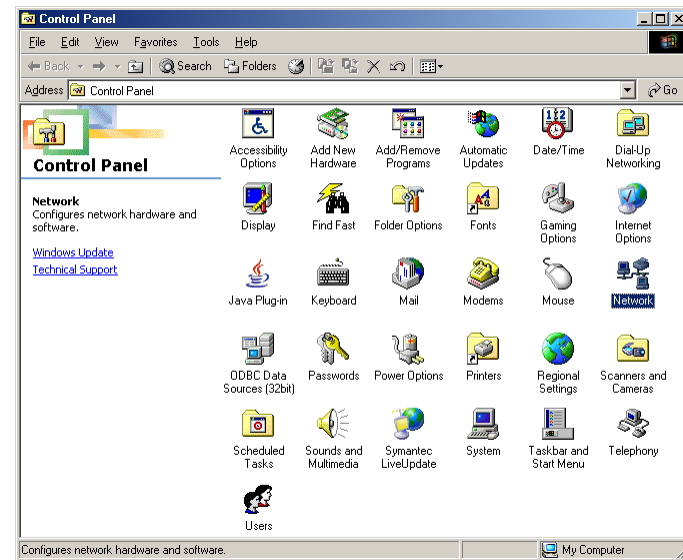 Control Panel
File Edit View Favorites Tools Help
Back Search Folders
Address Control Panel Go
Control Panel
Network
Configures network hardware and
software.
Windows Update
Technical Support
Accessibility Options
Add New Hardware
Add/Remove Programs
Automatic Updates
Date/Time
Dial-Up Networking
Display
Find Fast
Folder Options
Fonts
Gaming Options
Internet Options
Java Plug-in
Keyboard
Mail
Modems
Mouse
Network
ODBC Data Sources (32bit)
Passwords
Power Options
Printers
Regional Settings
Scanners and Cameras
Scheduled Tasks
Sounds and Multimedia
Symantec LiveUpdate
System
Taskbar and Start Menu
Telephony
Users
Configures network hardware and software. My Computer